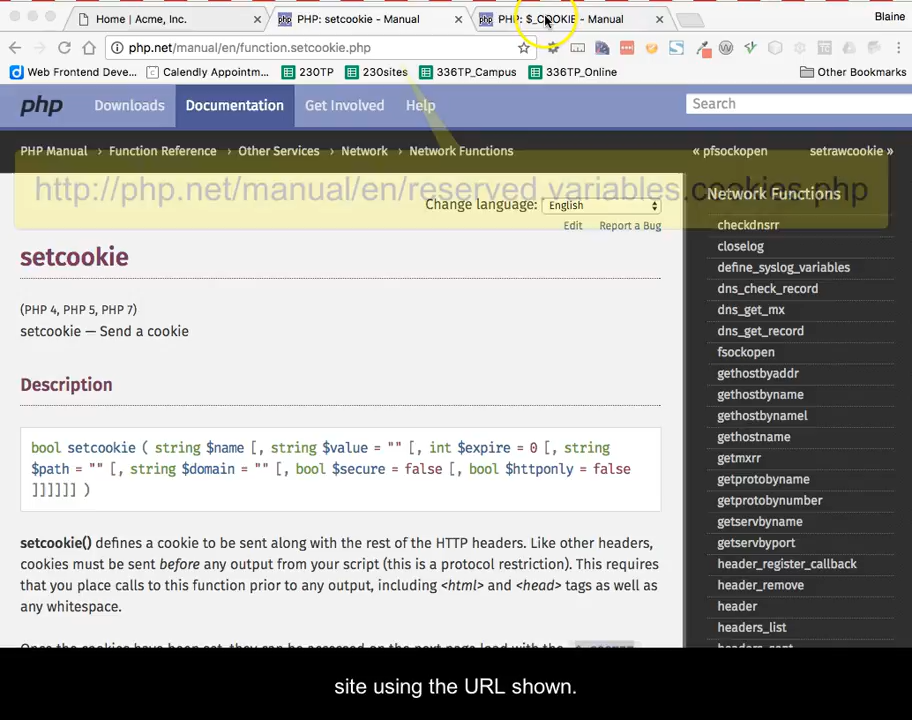 Home | Acme, Inc.
PHP: setcookie - Manual
PHP: $_COOKIE - Manual
Blaine
php.net/manual/en/function.setcookie.php
Web Frontend Deve...
Calendly Appointm...
230TP
230sites
336TP_Campus
336TP_Online
Other Bookmarks
php
Downloads
Documentation
Get Involved
Help
Search
PHP Manual › Function Reference › Other Services › Network › Network Functions
« pfsockopen
setrawcookie »
http://php.net/manual/en/reserved.variables.cookies.php
Change language: English
Edit Report a Bug
setcookie
(PHP 4, PHP 5, PHP 7)
setcookie — Send a cookie
Description
bool setcookie ( string $name [, string $value = "" [, int $expire = 0 [, string
$path = "" [, string $domain = "" [, bool $secure = false [, bool $httponly = false
]]]]]] )
setcookie() defines a cookie to be sent along with the rest of the HTTP headers. Like other headers,
cookies must be sent before any output from your script (this is a protocol restriction). This requires
that you place calls to this function prior to any output, including <html> and <head> tags as well as
any whitespace.
Network Functions
checkdnsrr
closelog
define_syslog_variables
dns_check_record
dns_get_mx
dns_get_record
fsockopen
gethostbyaddr
gethostbyname
gethostbynamel
gethostname
getmxrr
getprotobyname
getprotobynumber
getservbyname
getservbyport
header_register_callback
header_remove
header
headers_list
site using the URL shown.